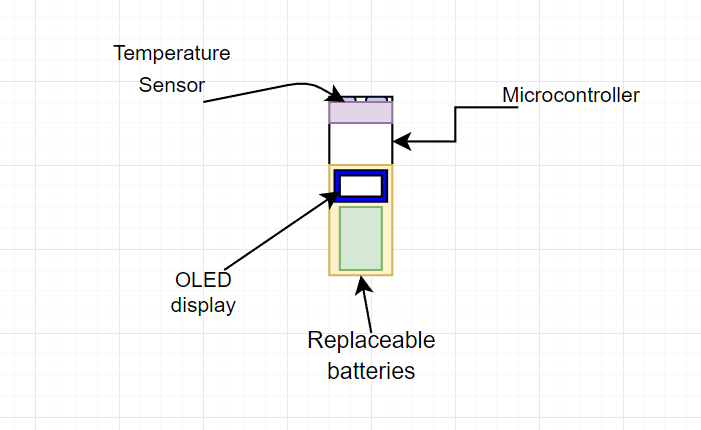 Temperature
Sensor
Microcontroller
OLED
display
Replaceable
batteries